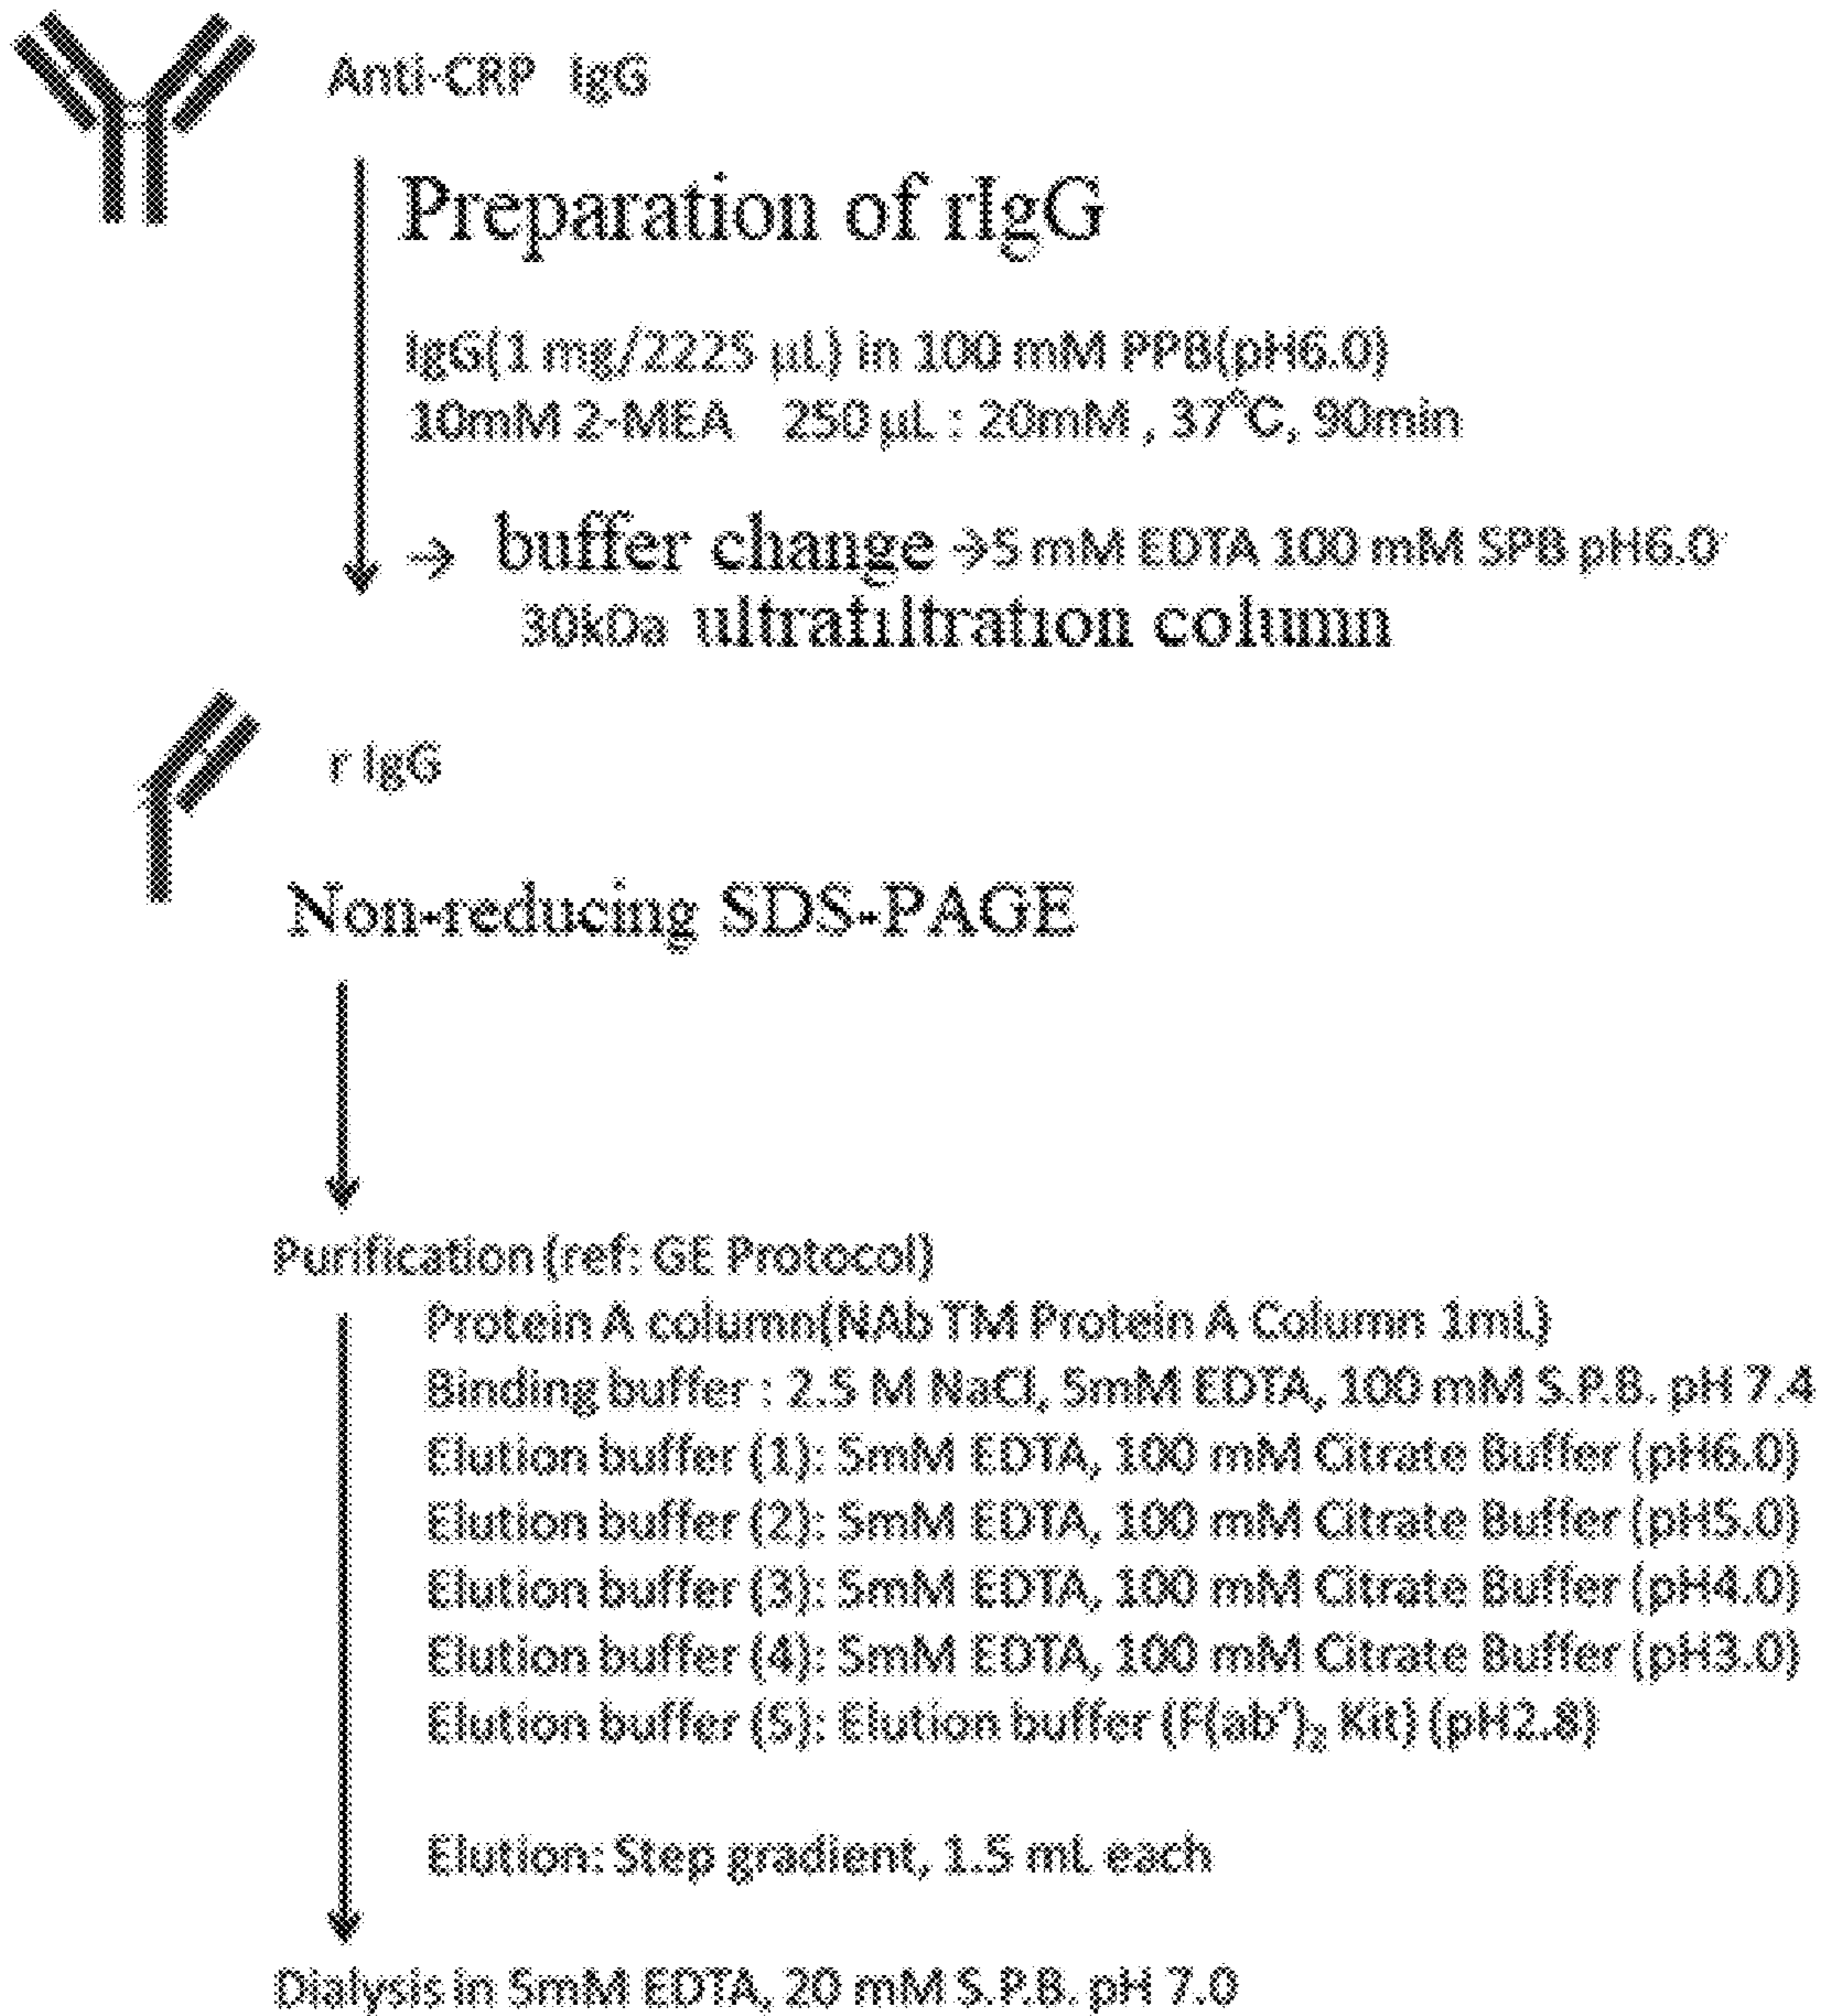 Anti-CRP IgG
Preparation of rIgG
IgG(1 mg/2225 µL) in 100 mM PPB(pH6.0)
10mM 2-MEA 250 µL : 20mM , 37°C, 90min
→ buffer change →5 mM EDTA 100 mM SPB pH6.0
30kDa ultrafiltration column
r IgG
Non-reducing SDS-PAGE
Purification (ref: GE Protocol)
Protein A column(NAb TM Protein A Column 1mL)
Binding buffer : 2.5 M NaCl, 5mM EDTA, 100 mM S.P.B. pH 7.4
Elution buffer (1): 5mM EDTA, 100 mM Citrate Buffer (pH6.0)
Elution buffer (2): 5mM EDTA, 100 mM Citrate Buffer (pH5.0)
Elution buffer (3): 5mM EDTA, 100 mM Citrate Buffer (pH4.0)
Elution buffer (4): 5mM EDTA, 100 mM Citrate Buffer (pH3.0)
Elution buffer (5): Elution buffer (F(ab')₂ Kit) (pH2.8)
Elution: Step gradient, 1.5 mL each
Dialysis in 5mM EDTA, 20 mM S.P.B. pH 7.0